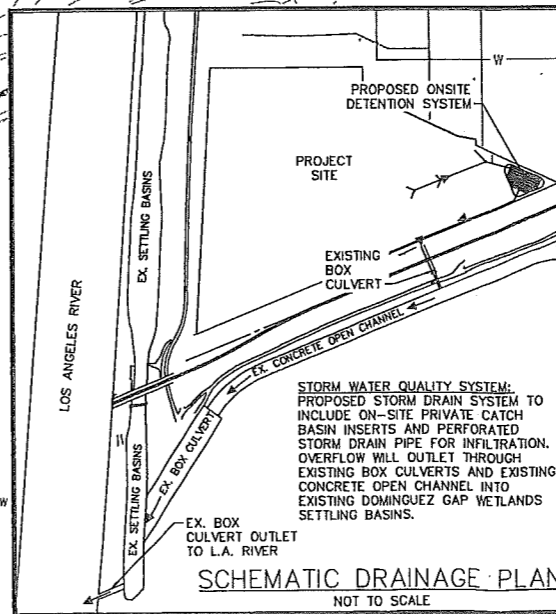 W
PROPOSED ONSITE
DETENTION SYSTEM
PROJECT
SITE
EX. SETTLING BASINS
LOS ANGELES RIVER
EXISTING
BOX
CULVERT
EX. CONCRETE OPEN CHANNEL
STORM WATER QUALITY SYSTEM:
PROPOSED STORM DRAIN SYSTEM TO
INCLUDE ON-SITE PRIVATE CATCH
BASIN INSERTS AND PERFORATED
STORM DRAIN PIPE FOR INFILTRATION.
OVERFLOW WILL OUTLET THROUGH
EXISTING BOX CULVERTS AND EXISTING
CONCRETE OPEN CHANNEL INTO
EXISTING DOMINGUEZ GAP WETLANDS
SETTLING BASINS.
EX. BOX CULVERT
EX. SETTLING BASINS
W
EX. BOX
CULVERT OUTLET
TO L.A. RIVER
SCHEMATIC DRAINAGE PLAN
NOT TO SCALE